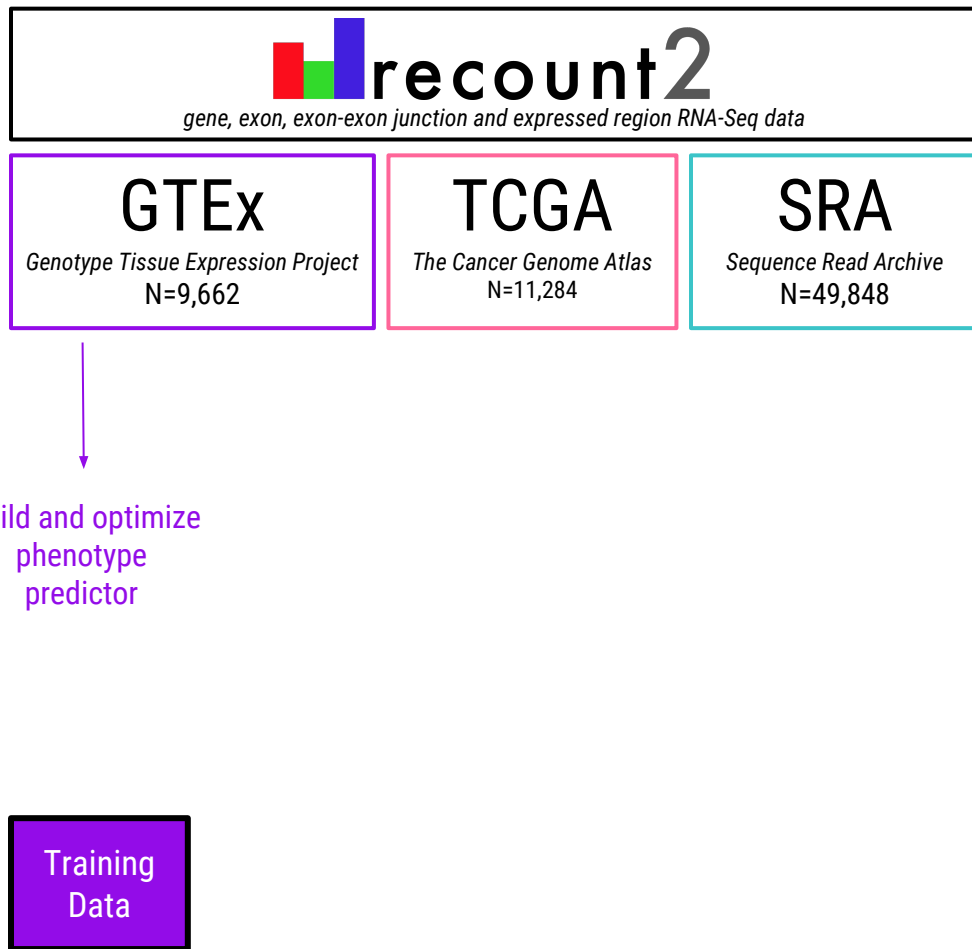 recount2
gene, exon, exon-exon junction and expressed region RNA-Seq data
GTEx
Genotype Tissue Expression Project
N=9,662
TCGA
The Cancer Genome Atlas
N=11,284
SRA
Sequence Read Archive
N=49,848
ild and optimize
phenotype
predictor
Training
Data